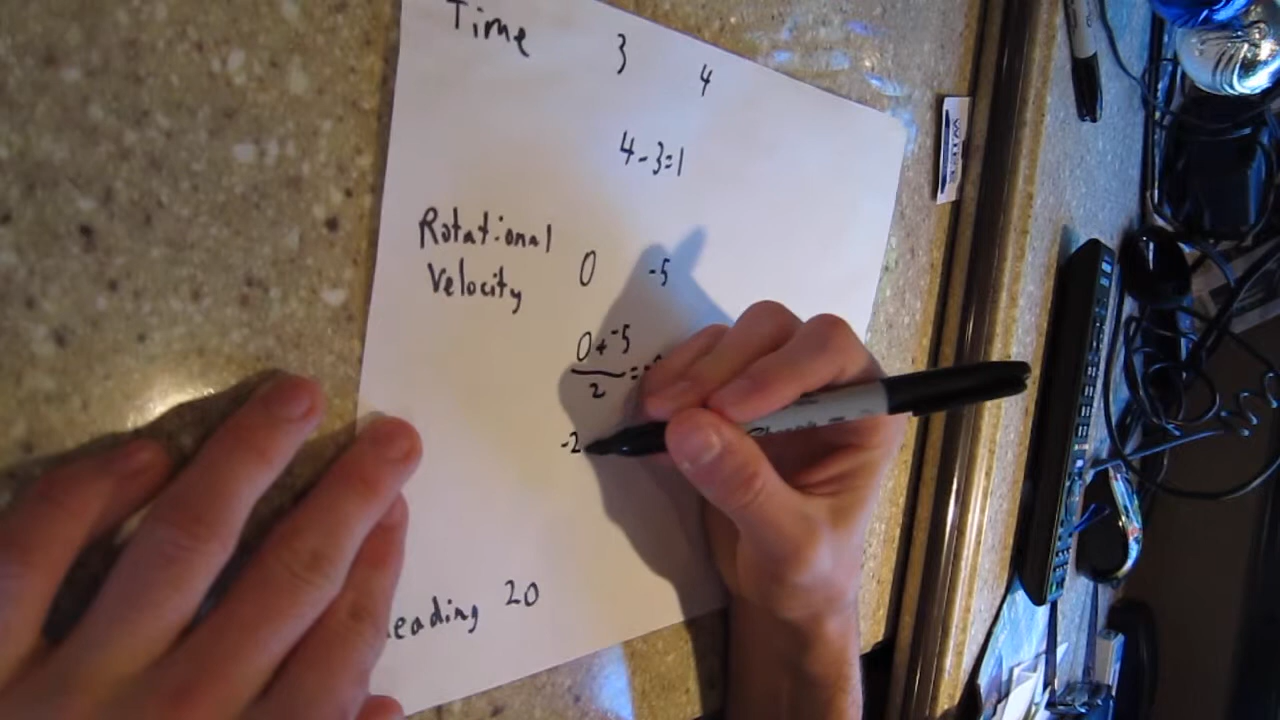 Time 3 4
4-3=1
Rotational
Velocity 0 -5
0+-5
2
=-
-2
eading 20